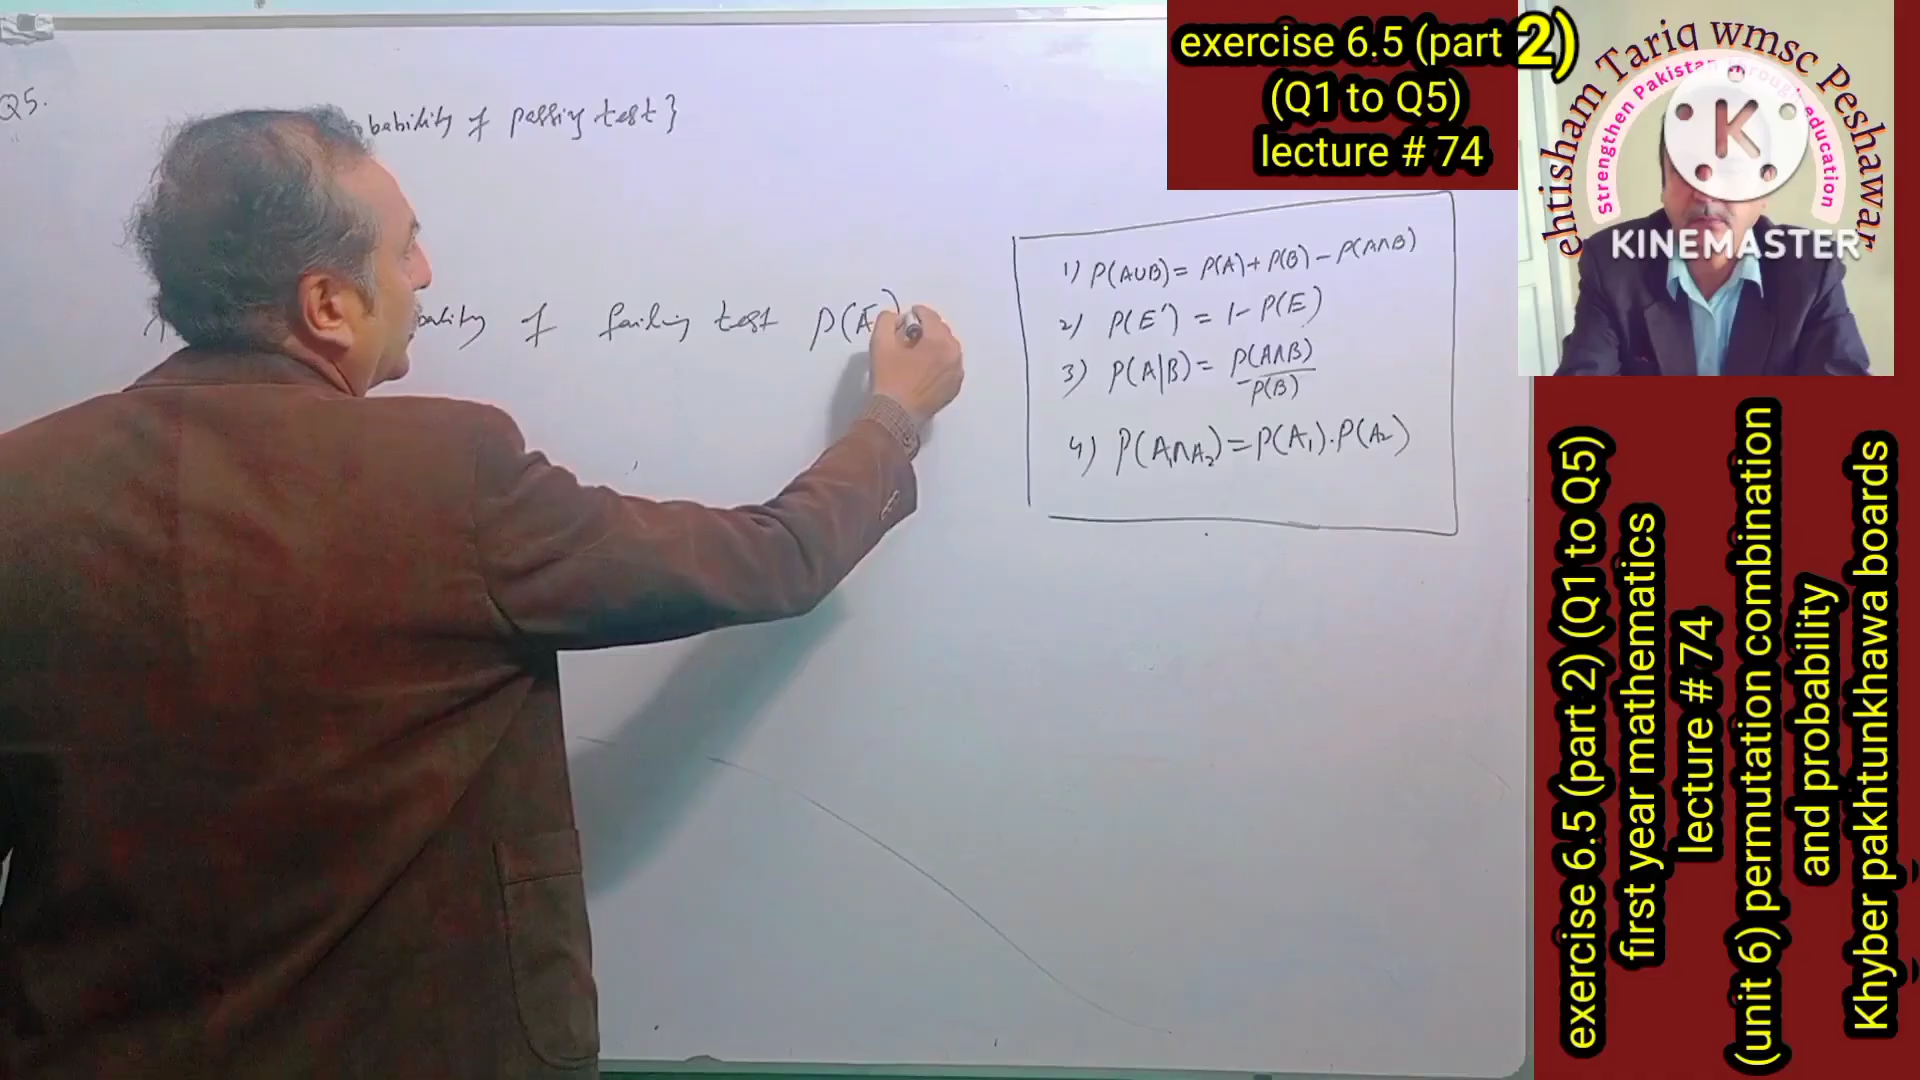 Q5.
bability of passing test}
bality of failing test P(A)
1) P(A∪B) = P(A) + P(B) - P(A∩B)
2) P(E') = 1 - P(E)
3) P(A|B) = P(A∩B)
P(B)
4) P(A₁∩A₂) = P(A₁).P(A₂)
exercise 6.5 (part 2)
(Q1 to Q5)
lecture # 74
ehtisham Tariq wmsc Peshawar
Strengthen Pakistan through education
K
KINEMASTER
exercise 6.5 (part 2) (Q1 to Q5)
first year mathematics
lecture # 74
(unit 6) permutation combination
and probability
Khyber pakhtunkhawa boards